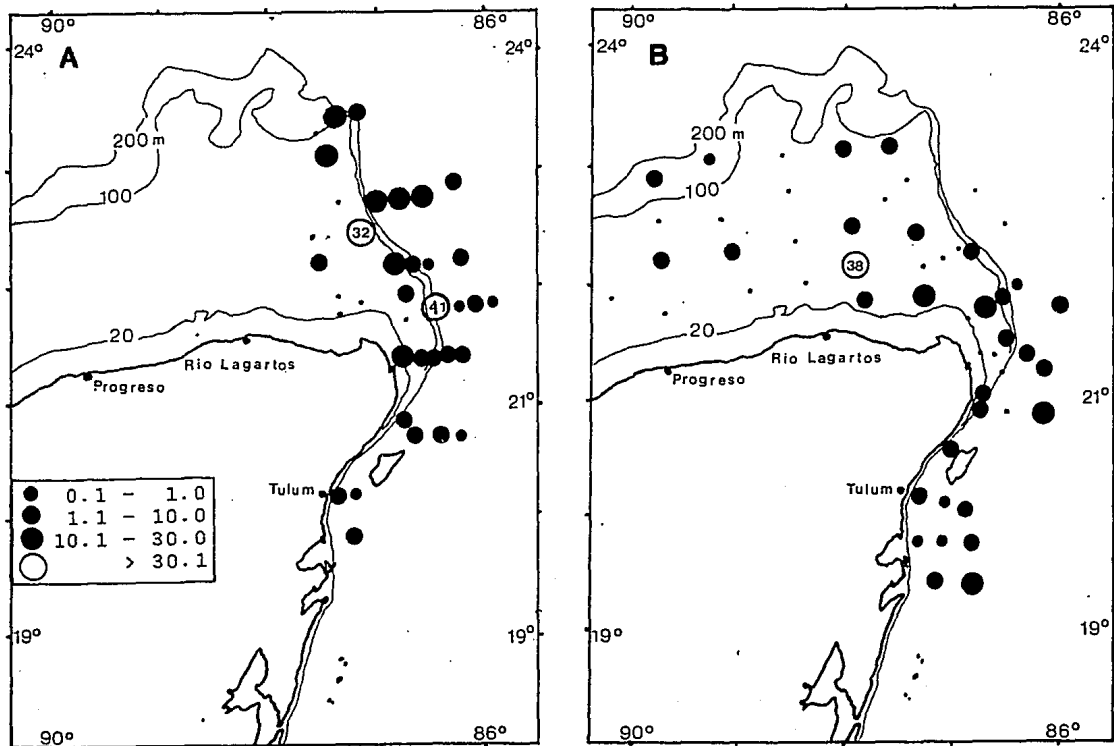 90° 86°
24° 24°
A
200 m
100
32
41
20
Rio Lagartos
Progreso
21°
Tulum
0.1 - 1.0
1.1 - 10.0
10.1 - 30.0
> 30.1
19°
90° 86°
90° 86°
24° 24°
B
200 m
100
38
20
Rio Lagartos
Progreso
21°
Tulum
19° 19°
90° 86°